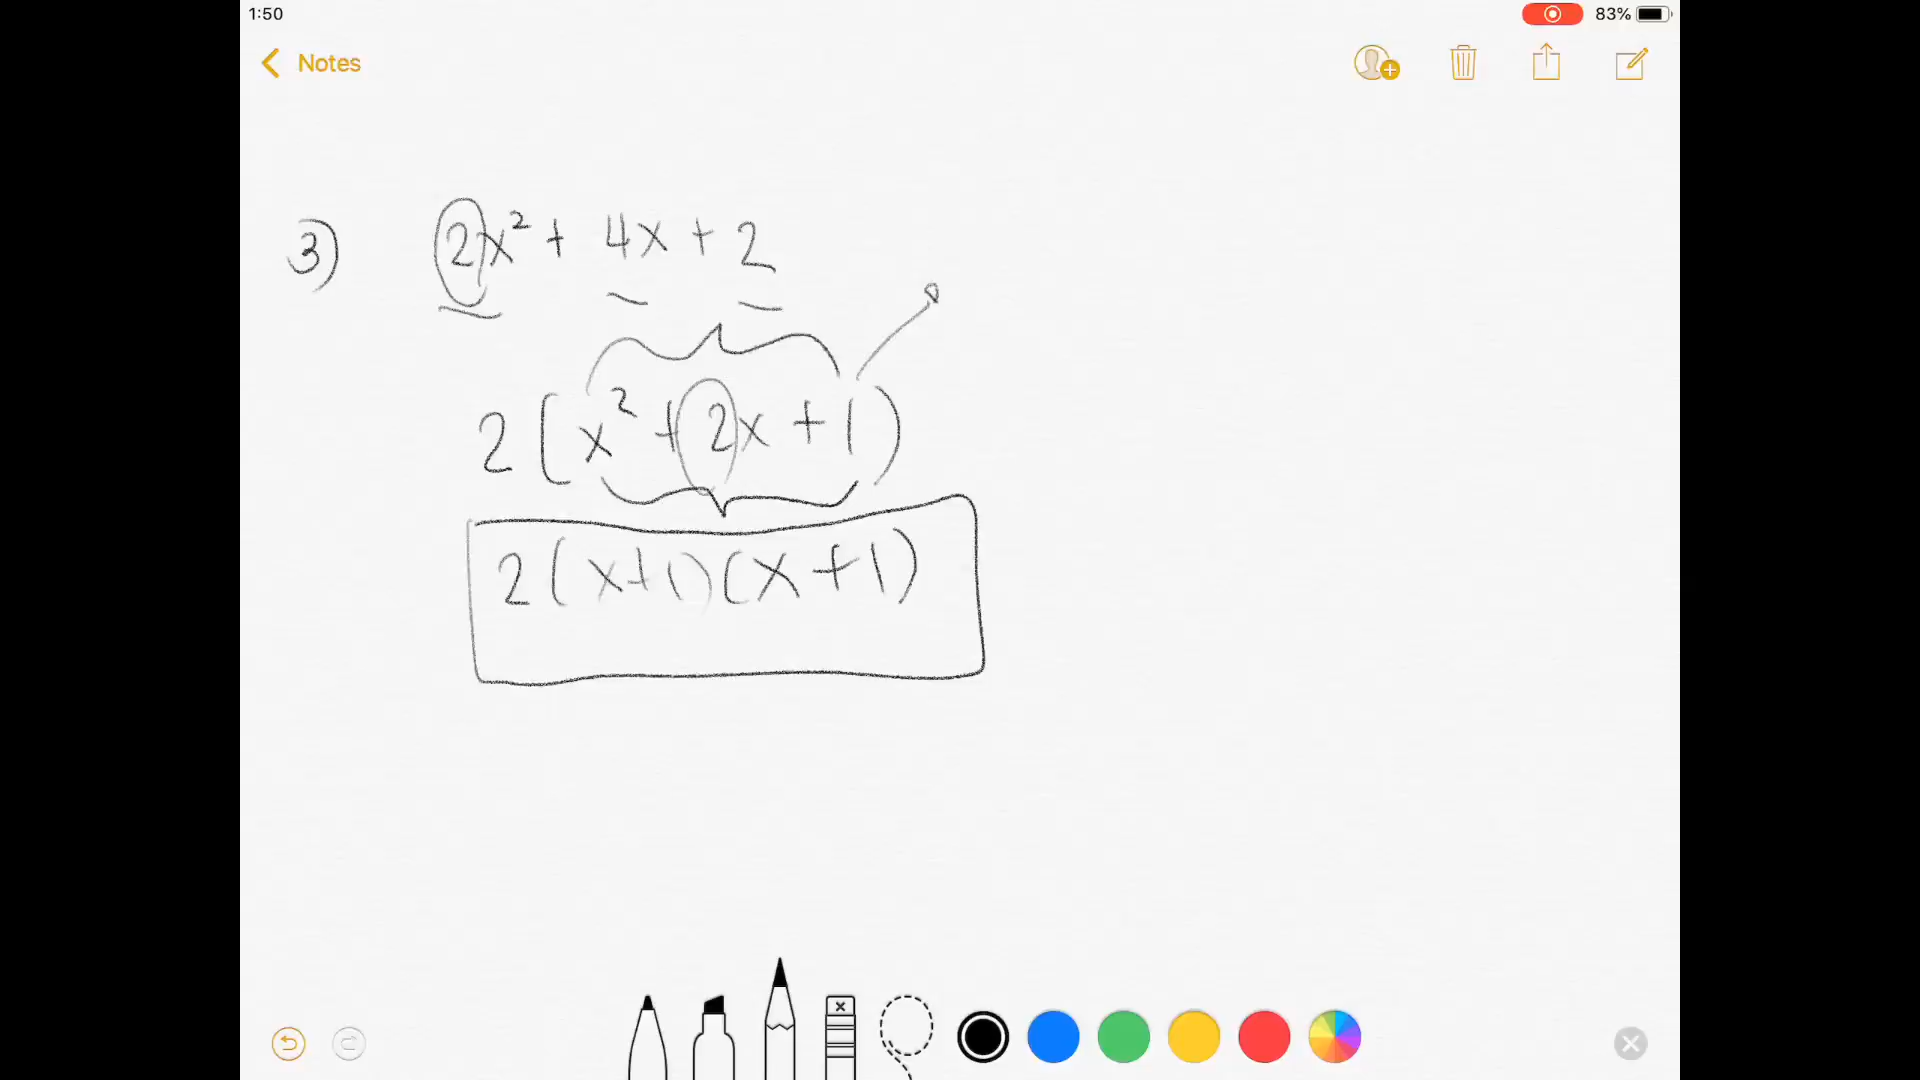 1:50
83%
Notes
3) 2x² + 4x + 2
2(x² + 2x + 1)
2(x+1)(x+1)